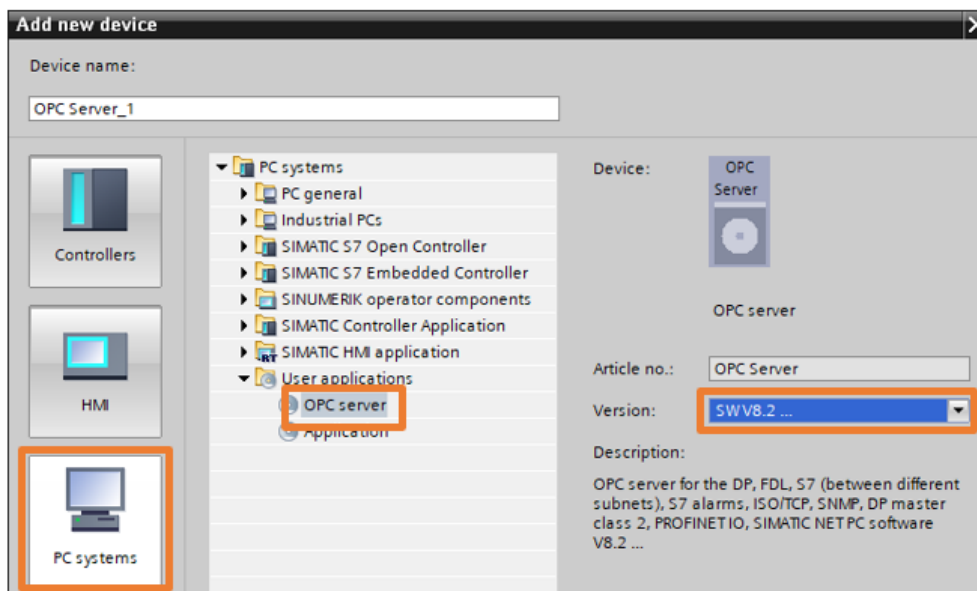 Add new device
Device name:
OPC Server_1
Controllers
HMI
PC systems
PC systems
PC general
Industrial PCs
SIMATIC S7 Open Controller
SIMATIC S7 Embedded Controller
SINUMERIK operator components
SIMATIC Controller Application
RT SIMATIC HMI application
User applications
OPC server
Application
Device:
OPC
Server
OPC server
Article no.: OPC Server
Version: SW V8.2 ...
Description:
OPC server for the DP, FDL, S7 (between different
subnets), S7 alarms, ISO/TCP, SNMP, DP master
class 2, PROFINET IO, SIMATIC NET PC software
V8.2 ...